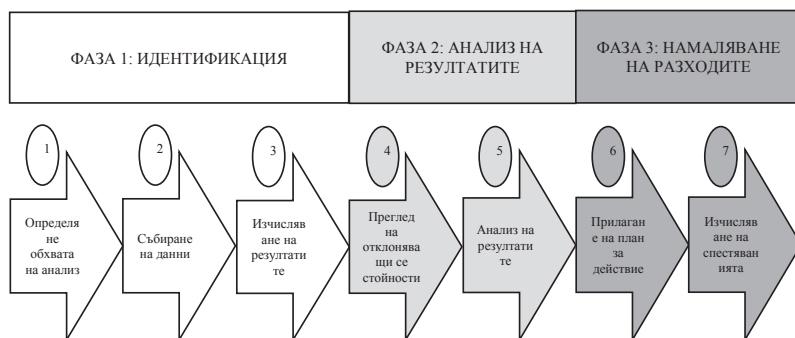 ФАЗА 1: ИДЕНТИФИКАЦИЯ
ФАЗА 2: АНАЛИЗ НА
РЕЗУЛТАТИТЕ
ФАЗА 3: НАМАЛЯВАНЕ
НА РАЗХОДИТЕ
1
Определя
не
обхвата
на анализ
2
Събиране
на данни
3
Изчисляв
ане на
резултати
те
4
Преглед
на
отклонява
щи се
стойности
5
Анализ на
резултати
те
6
Прилаган
е на план
за
действие
7
Изчисляв
ане на
спестяван
ията